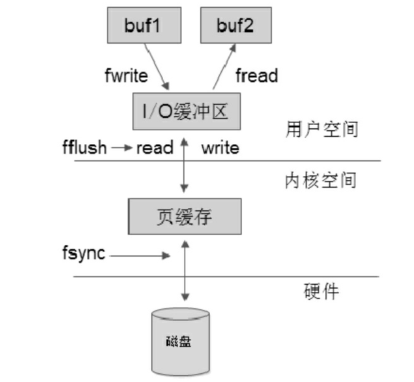 buf1 buf2
fwrite fread
I/O缓冲区
用户空间
fflush read write
内核空间
页缓存
fsync
硬件
磁盘